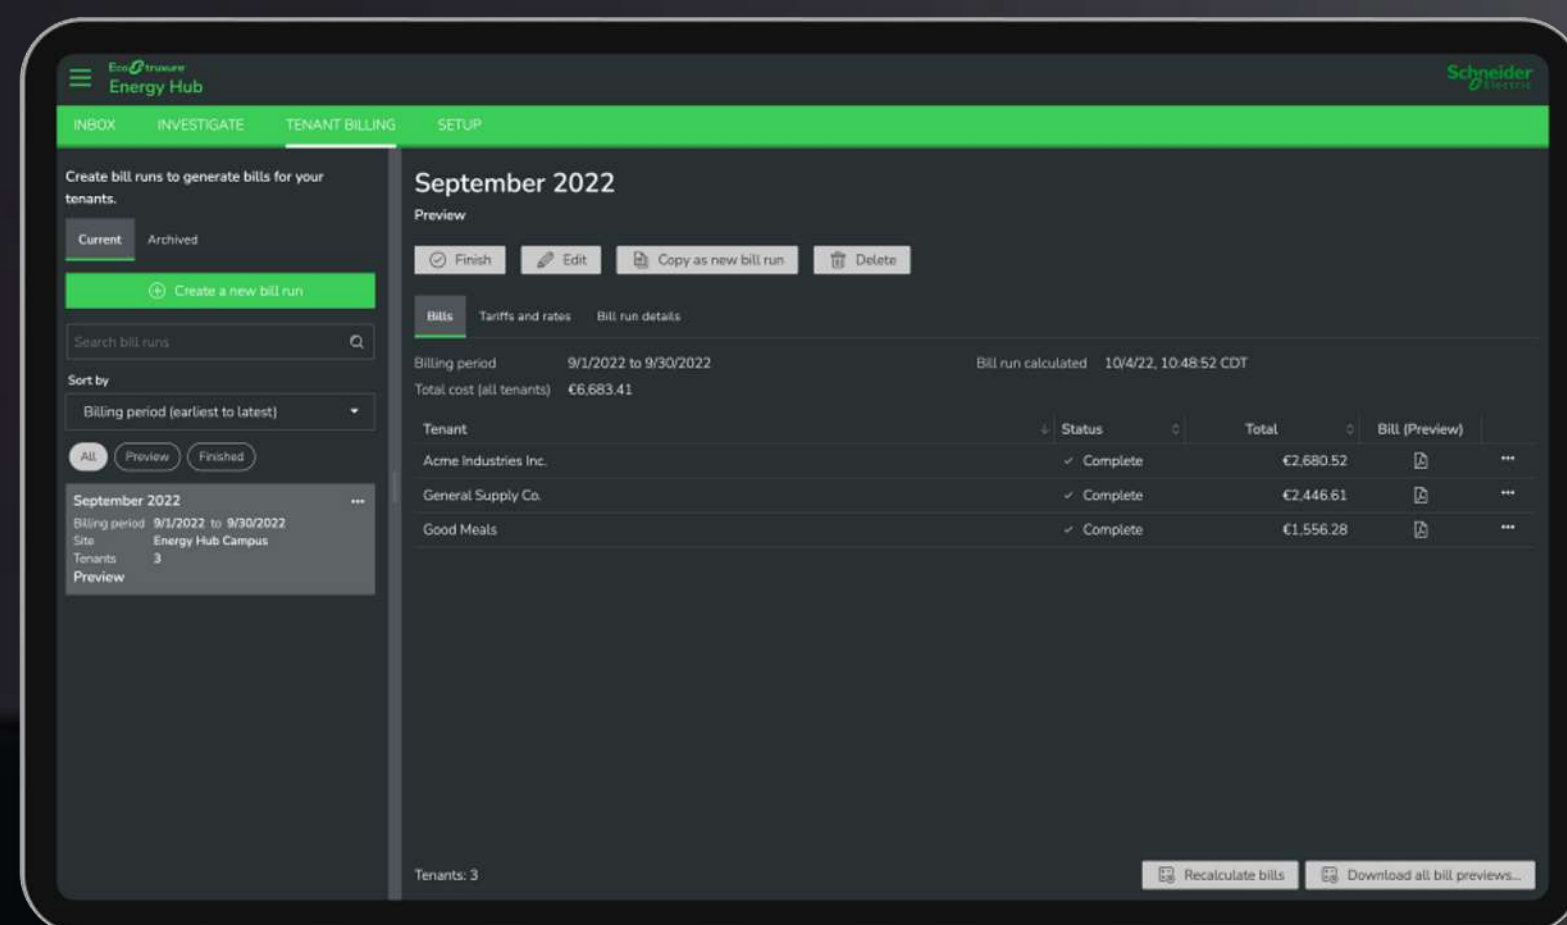 EcoStruxure
Energy Hub
Schneider
Electric
INBOX INVESTIGATE TENANT BILLING SETUP
Create bill runs to generate bills for your
tenants.
Current Archived
Create a new bill run
Search bill runs
Sort by
Billing period (earliest to latest)
All Preview Finished
September 2022 •••
Billing period 9/1/2022 to 9/30/2022
Site Energy Hub Campus
Tenants 3
Preview
September 2022
Preview
Finish Edit Copy as new bill run Delete
Bills Tariffs and rates Bill run details
Billing period 9/1/2022 to 9/30/2022 Bill run calculated 10/4/22, 10:48:52 CDT
Total cost (all tenants) €6,683.41
Tenant Status Total Bill (Preview)
Acme Industries Inc. Complete €2,680.52 •••
General Supply Co. Complete €2,446.61 •••
Good Meals Complete €1,556.28 •••
Tenants: 3 Recalculate bills Download all bill previews...